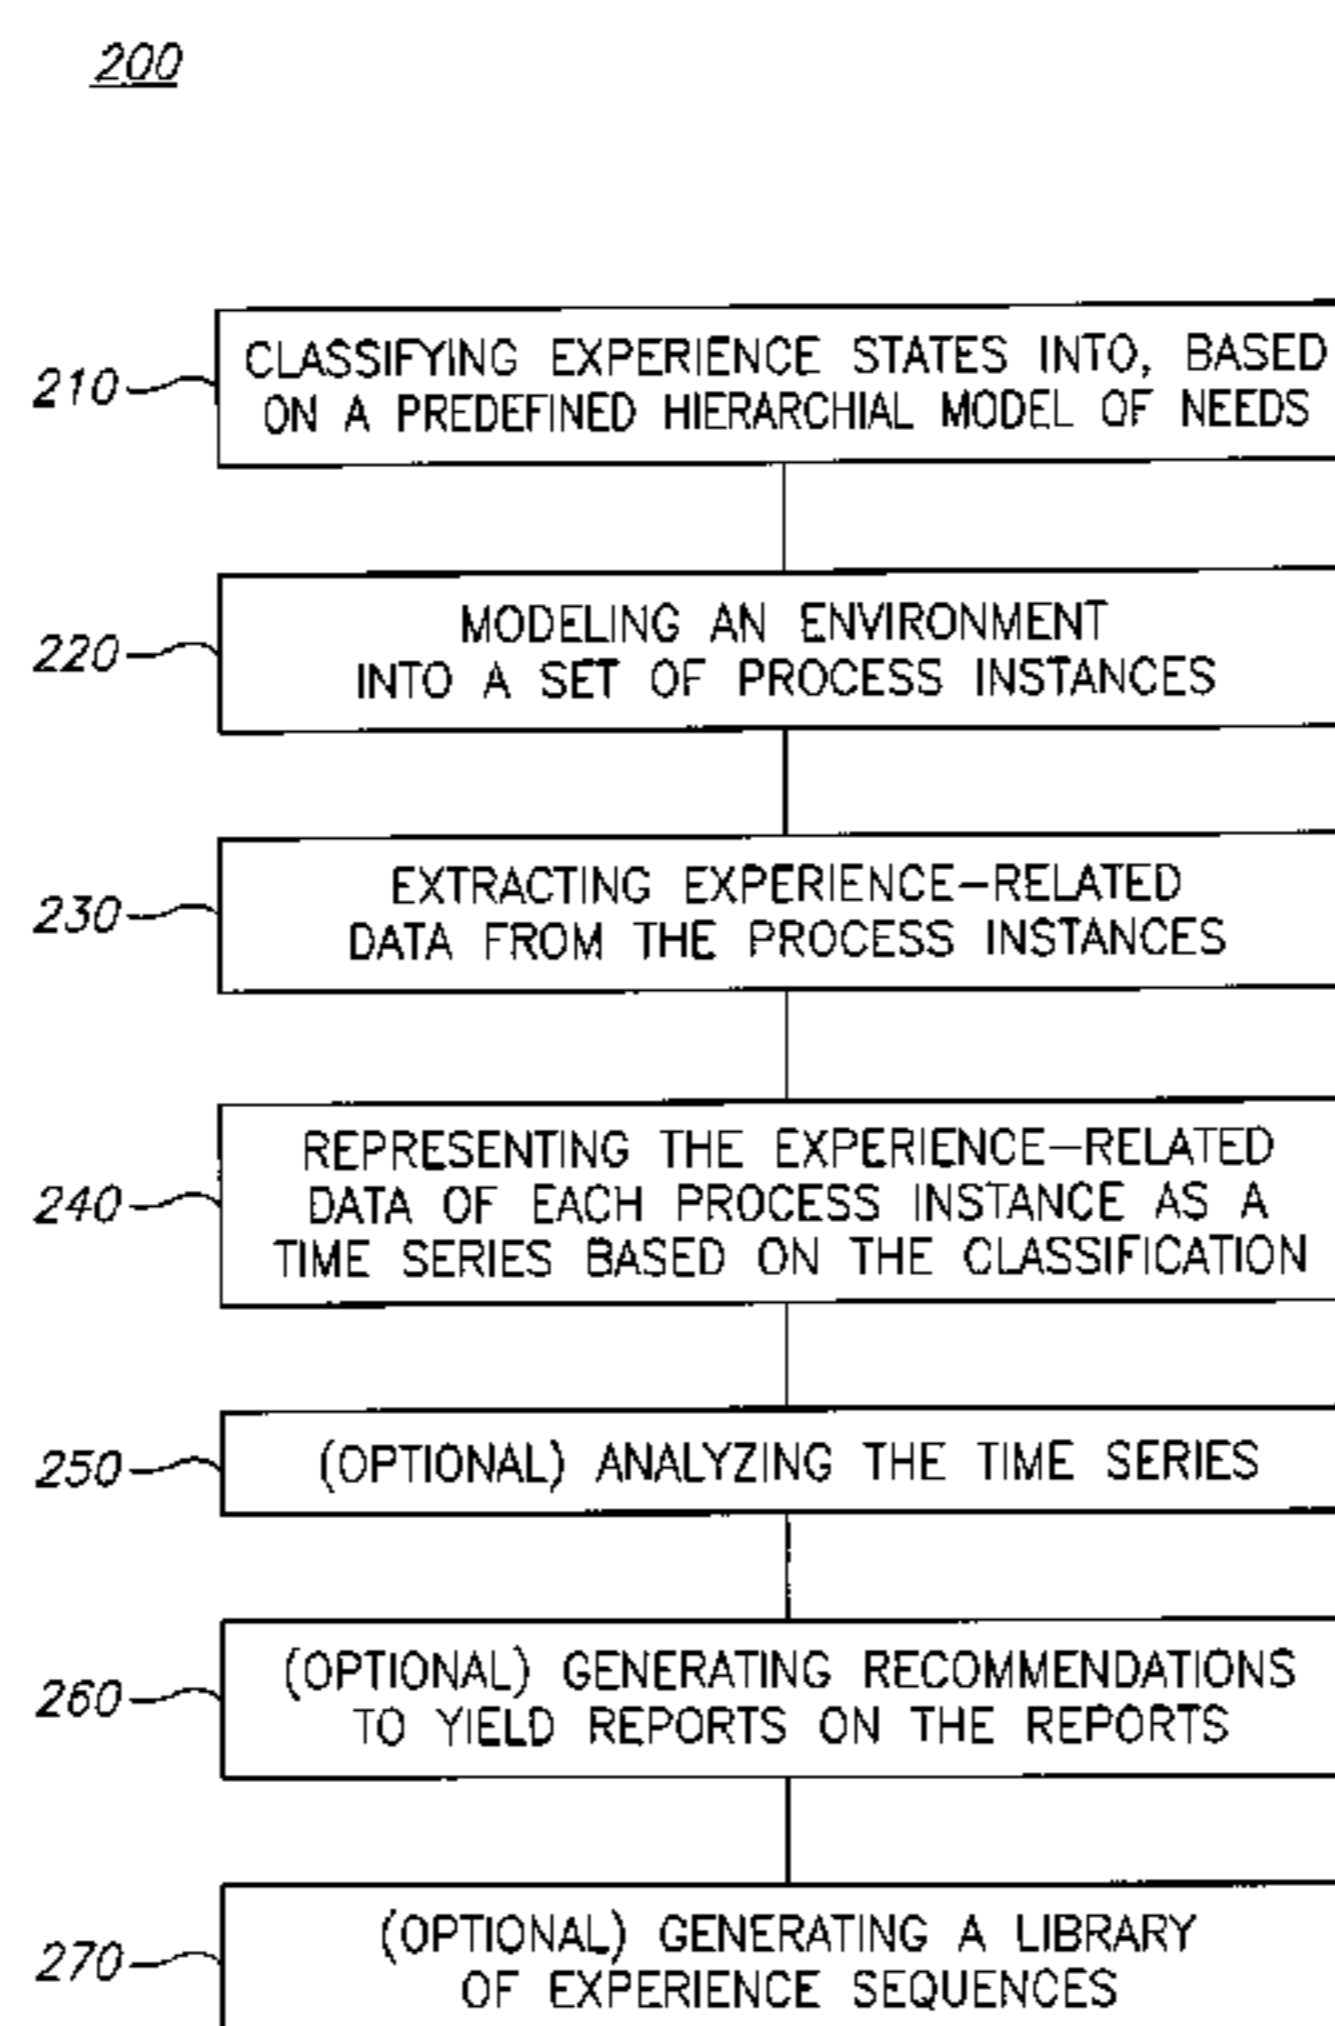 200
210
CLASSIFYING EXPERIENCE STATES INTO, BASED
ON A PREDEFINED HIERARCHIAL MODEL OF NEEDS
220
MODELING AN ENVIRONMENT
INTO A SET OF PROCESS INSTANCES
230
EXTRACTING EXPERIENCE-RELATED
DATA FROM THE PROCESS INSTANCES
240
REPRESENTING THE EXPERIENCE-RELATED
DATA OF EACH PROCESS INSTANCE AS A
TIME SERIES BASED ON THE CLASSIFICATION
250
(OPTIONAL) ANALYZING THE TIME SERIES
260
(OPTIONAL) GENERATING RECOMMENDATIONS
TO YIELD REPORTS ON THE REPORTS
270
(OPTIONAL) GENERATING A LIBRARY
OF EXPERIENCE SEQUENCES